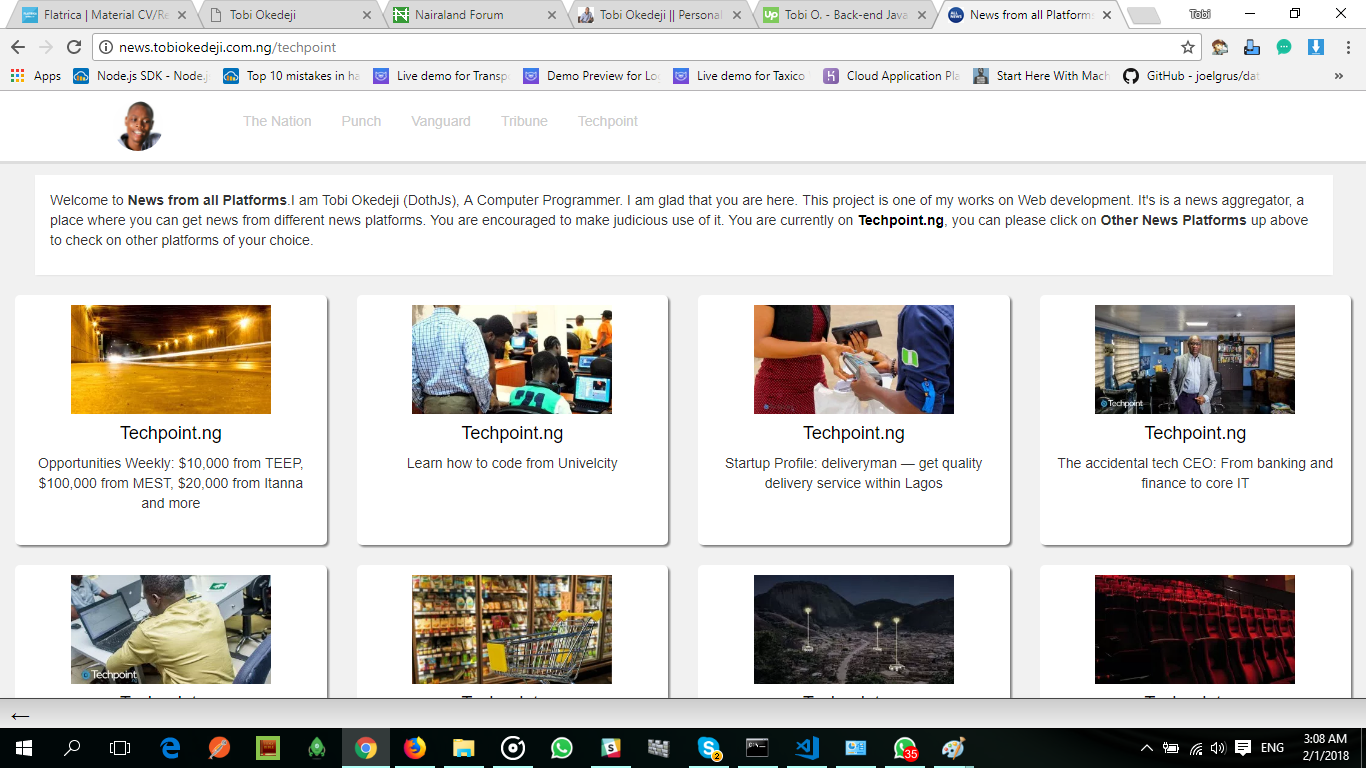 Flatrica | Material CV/Re
Tobi Okedeji
Nairaland Forum
Tobi Okedeji || Personal
Tobi O. - Back-end Java
News from all Platforms
Tobi
news.tobiokedeji.com.ng/techpoint
Apps
Node.js SDK - Node.j
Top 10 mistakes in ha
Live demo for Transp
Demo Preview for Lo
Live demo for Taxico
Cloud Application Pla
Start Here With Mach
GitHub - joelgrus/dat
»
The Nation
Punch
Vanguard
Tribune
Techpoint
Welcome to News from all Platforms.I am Tobi Okedeji (DothJs), A Computer Programmer. I am glad that you are here. This project is one of my works on Web development. It's is a news aggregator, a
place where you can get news from different news platforms. You are encouraged to make judicious use of it. You are currently on Techpoint.ng, you can please click on Other News Platforms up above
to check on other platforms of your choice.
Techpoint.ng
Opportunities Weekly: $10,000 from TEEP,
$100,000 from MEST, $20,000 from Itanna
and more
Techpoint.ng
Learn how to code from Univelcity
Techpoint.ng
Startup Profile: deliveryman — get quality
delivery service within Lagos
Techpoint
Techpoint.ng
The accidental tech CEO: From banking and
finance to core IT
Techpoint
ENG
3:08 AM
2/1/2018
35
2